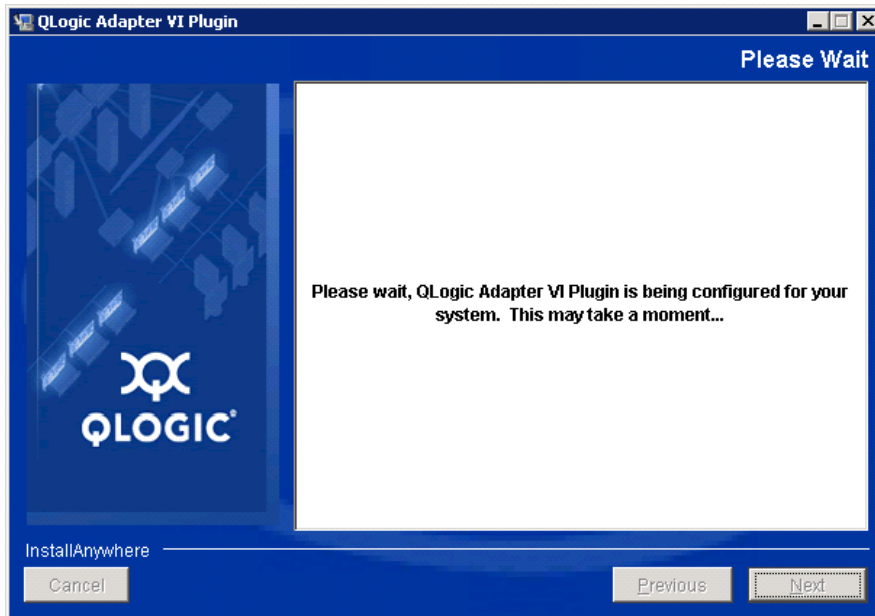 QLogic Adapter VI Plugin
Please Wait
Please wait, QLogic Adapter VI Plugin is being configured for your
system. This may take a moment...
QLOGIC®
InstallAnywhere
Cancel
Previous
Next